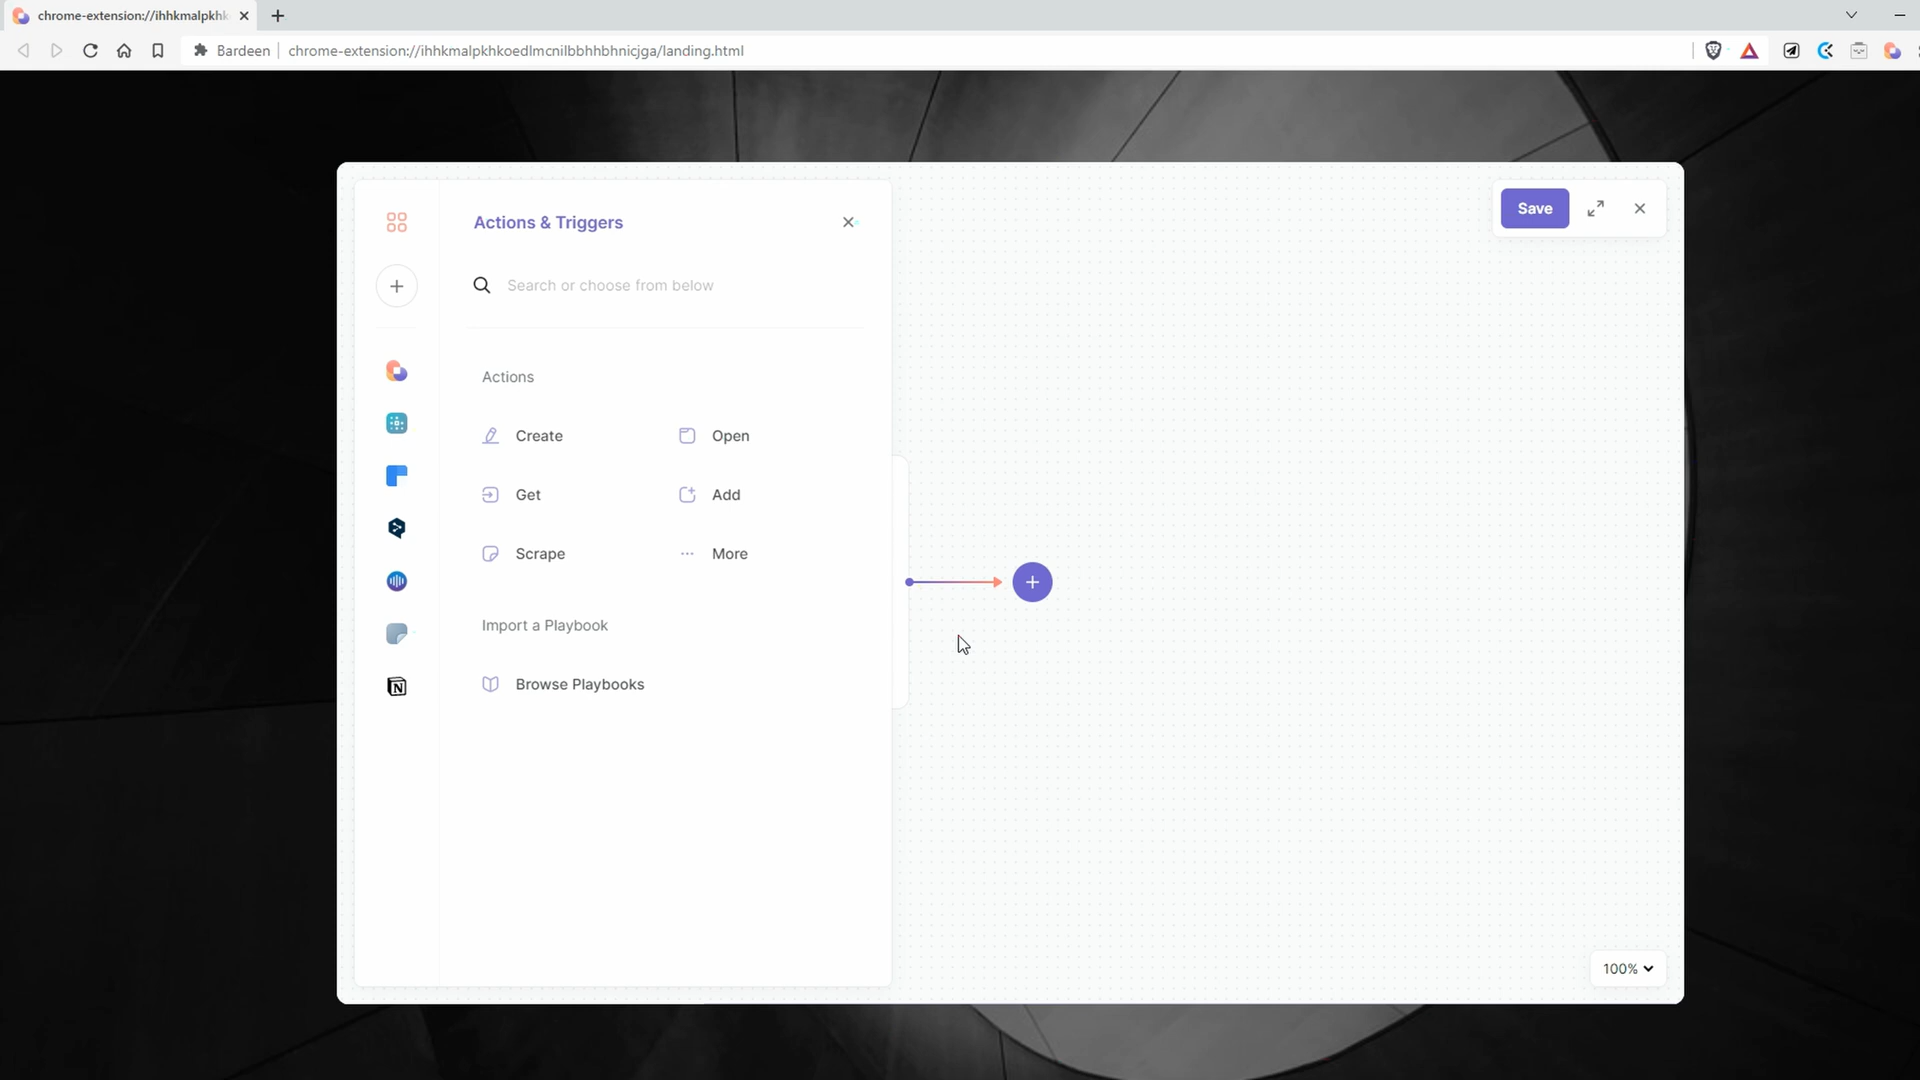 chrome-extension://ihhkmalpkhk
Bardeen
chrome-extension://ihhkmalpkhkoedlmcnilbbhhbhnicjga/landing.html
Actions & Triggers
Save
Search or choose from below
Actions
Create
Open
Get
Add
Scrape
More
Import a Playbook
Browse Playbooks
100%